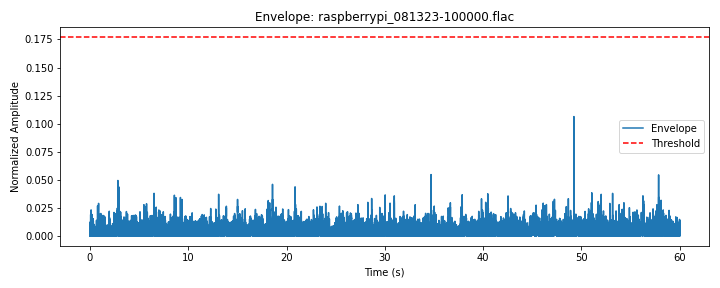 Envelope: raspberrypi_081323-100000.flac
Normalized Amplitude
0.175
0.150
0.125
0.100
0.075
0.050
0.025
0.000
Envelope
Threshold
0 10 20 30 40 50 60
Time (s)